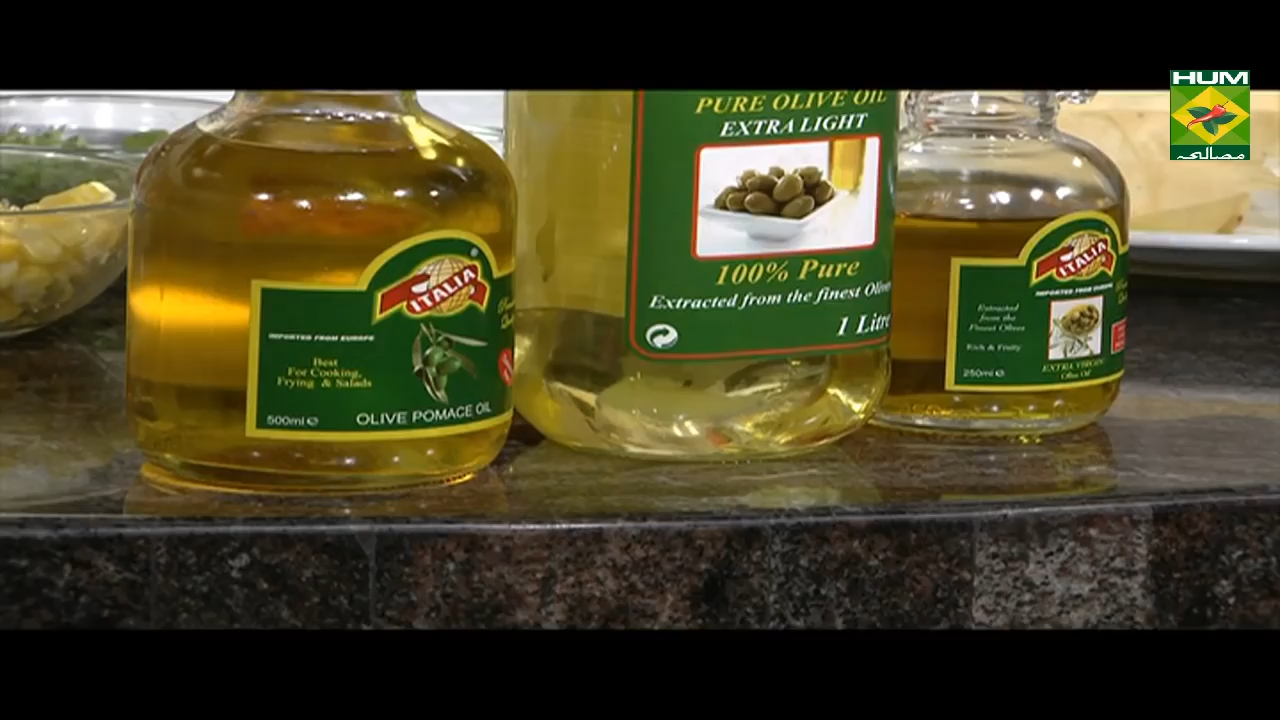 HUM
مصالحہ
ITALIA
IMPORTED FROM EUROPE
Best
For Cooking,
Frying & Salads
500ml e
OLIVE POMACE OIL
PURE OLIVE OIL
EXTRA LIGHT
100% Pure
Extracted from the finest Olives
1 Litre
ITALIA
IMPORTED FROM EUROPE
Extracted
from the
Finest Olives
Rich & Fruity
250ml e
EXTRA VIRGIN
Olive Oil